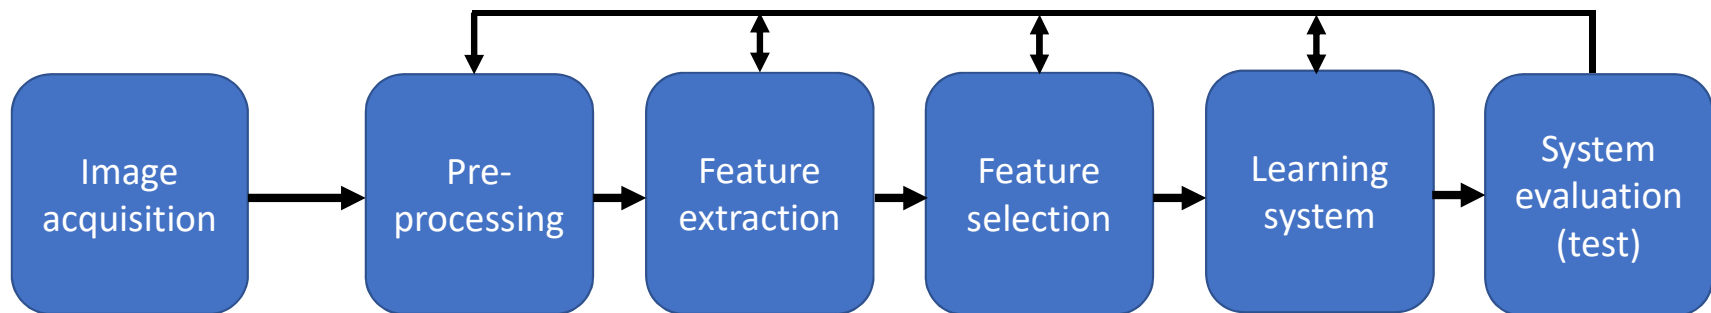 Image
acquisition
Pre-
processing
Feature
extraction
Feature
selection
Learning
system
System
evaluation
(test)